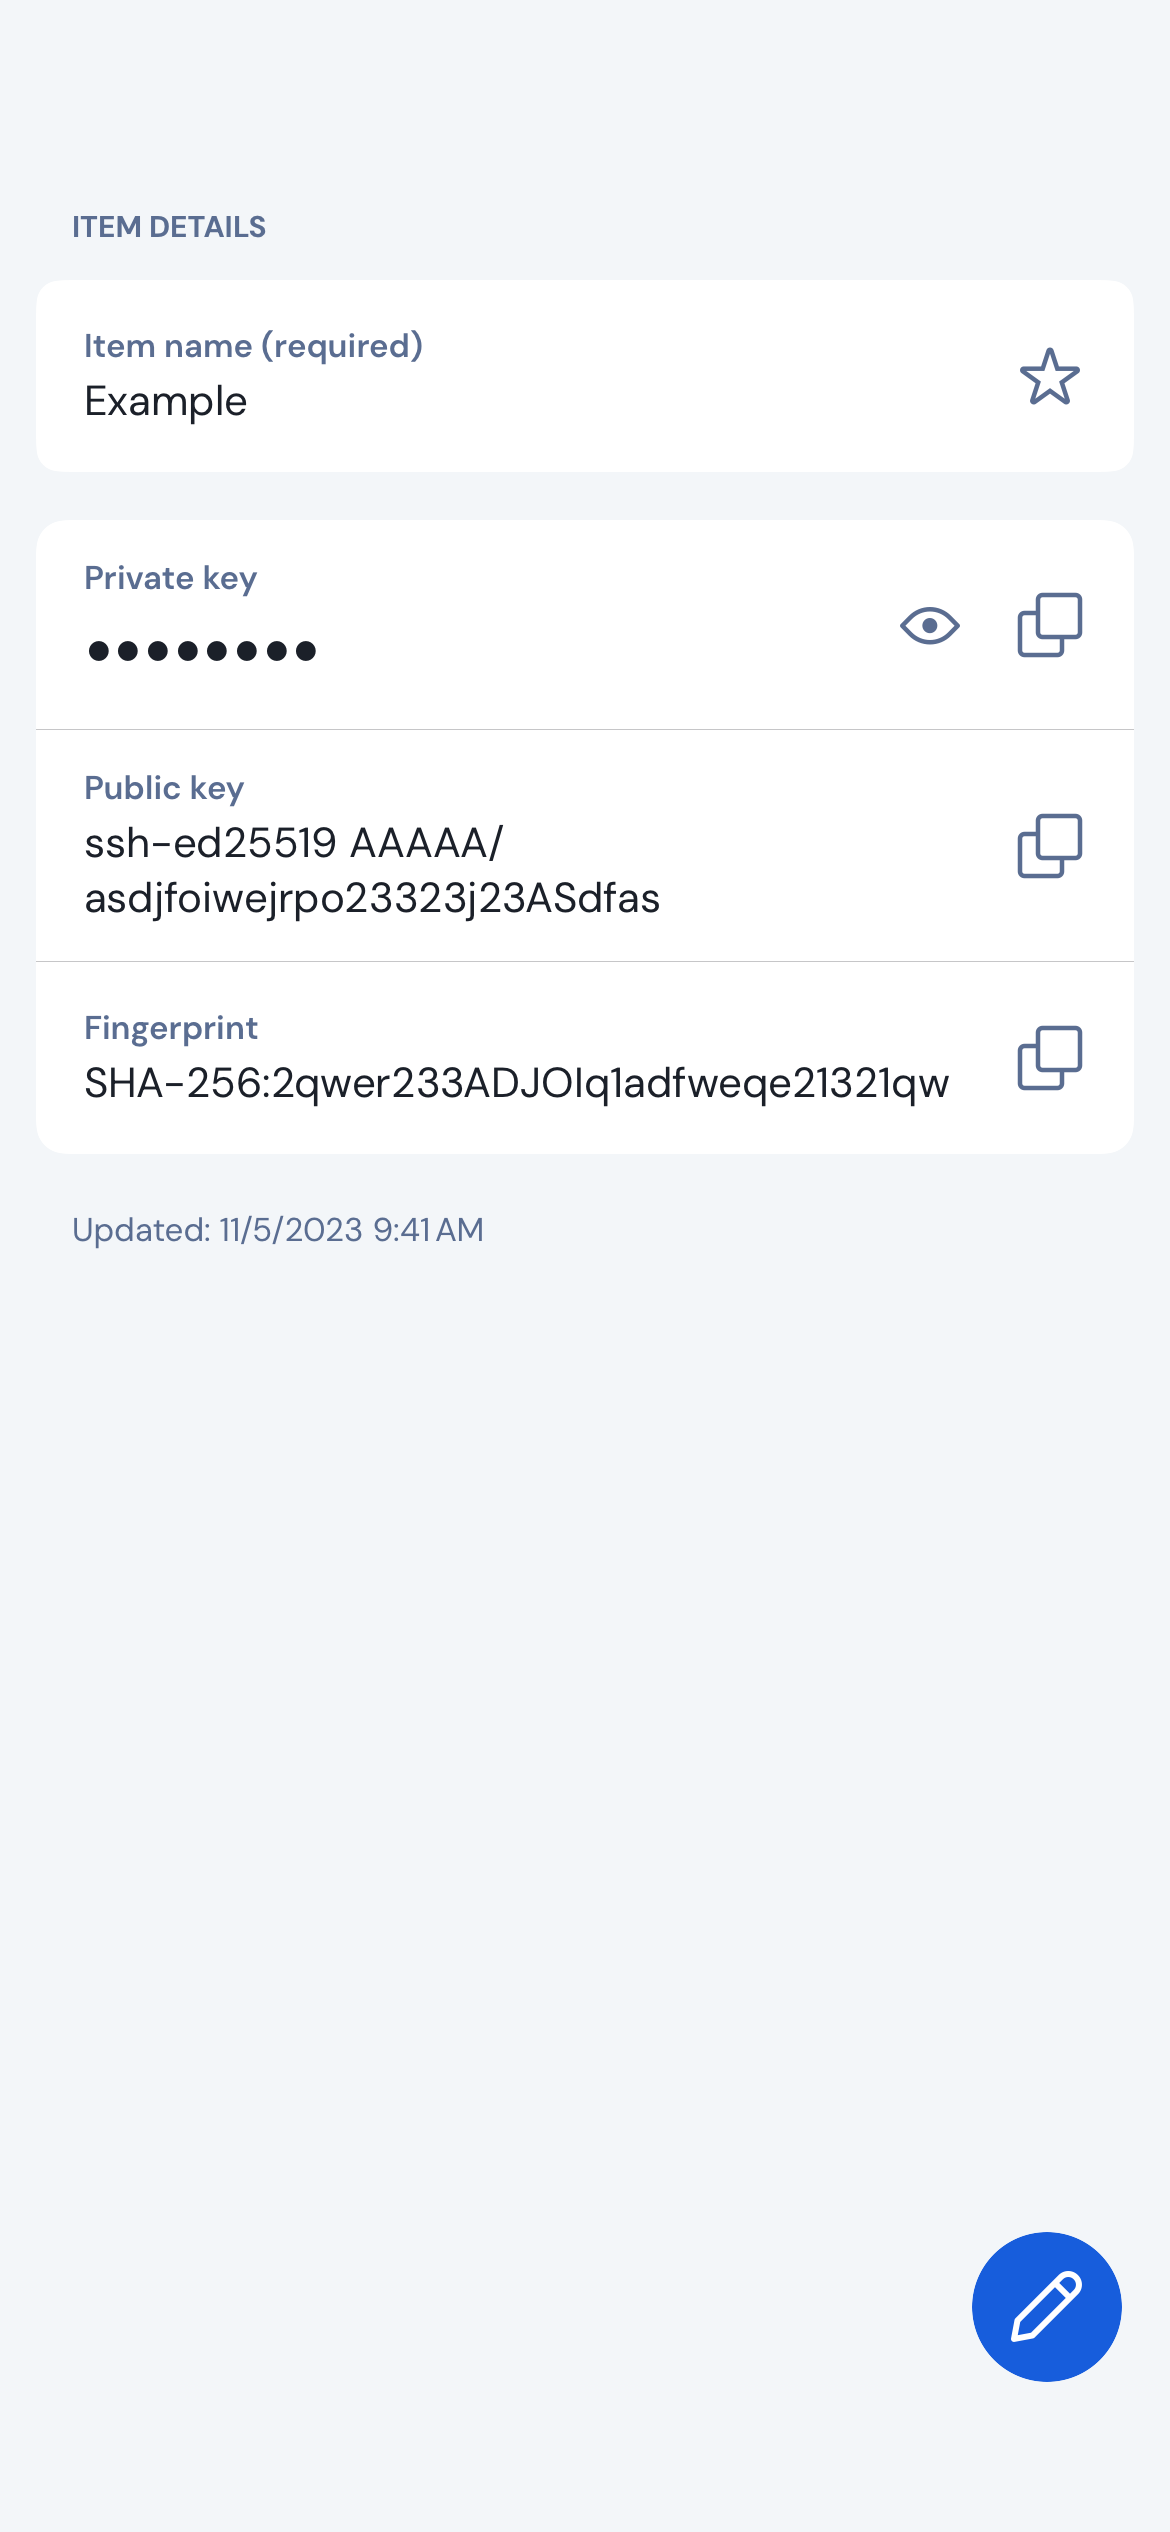 ITEM DETAILS
Item name (required)
Example
Private key
••••••••
Public key
ssh-ed25519 AAAAA/
asdjfoiwejrpo23323j23ASdfas
Fingerprint
SHA-256:2qwer233ADJOIq1adfweqe21321qw
Updated: 11/5/2023 9:41 AM